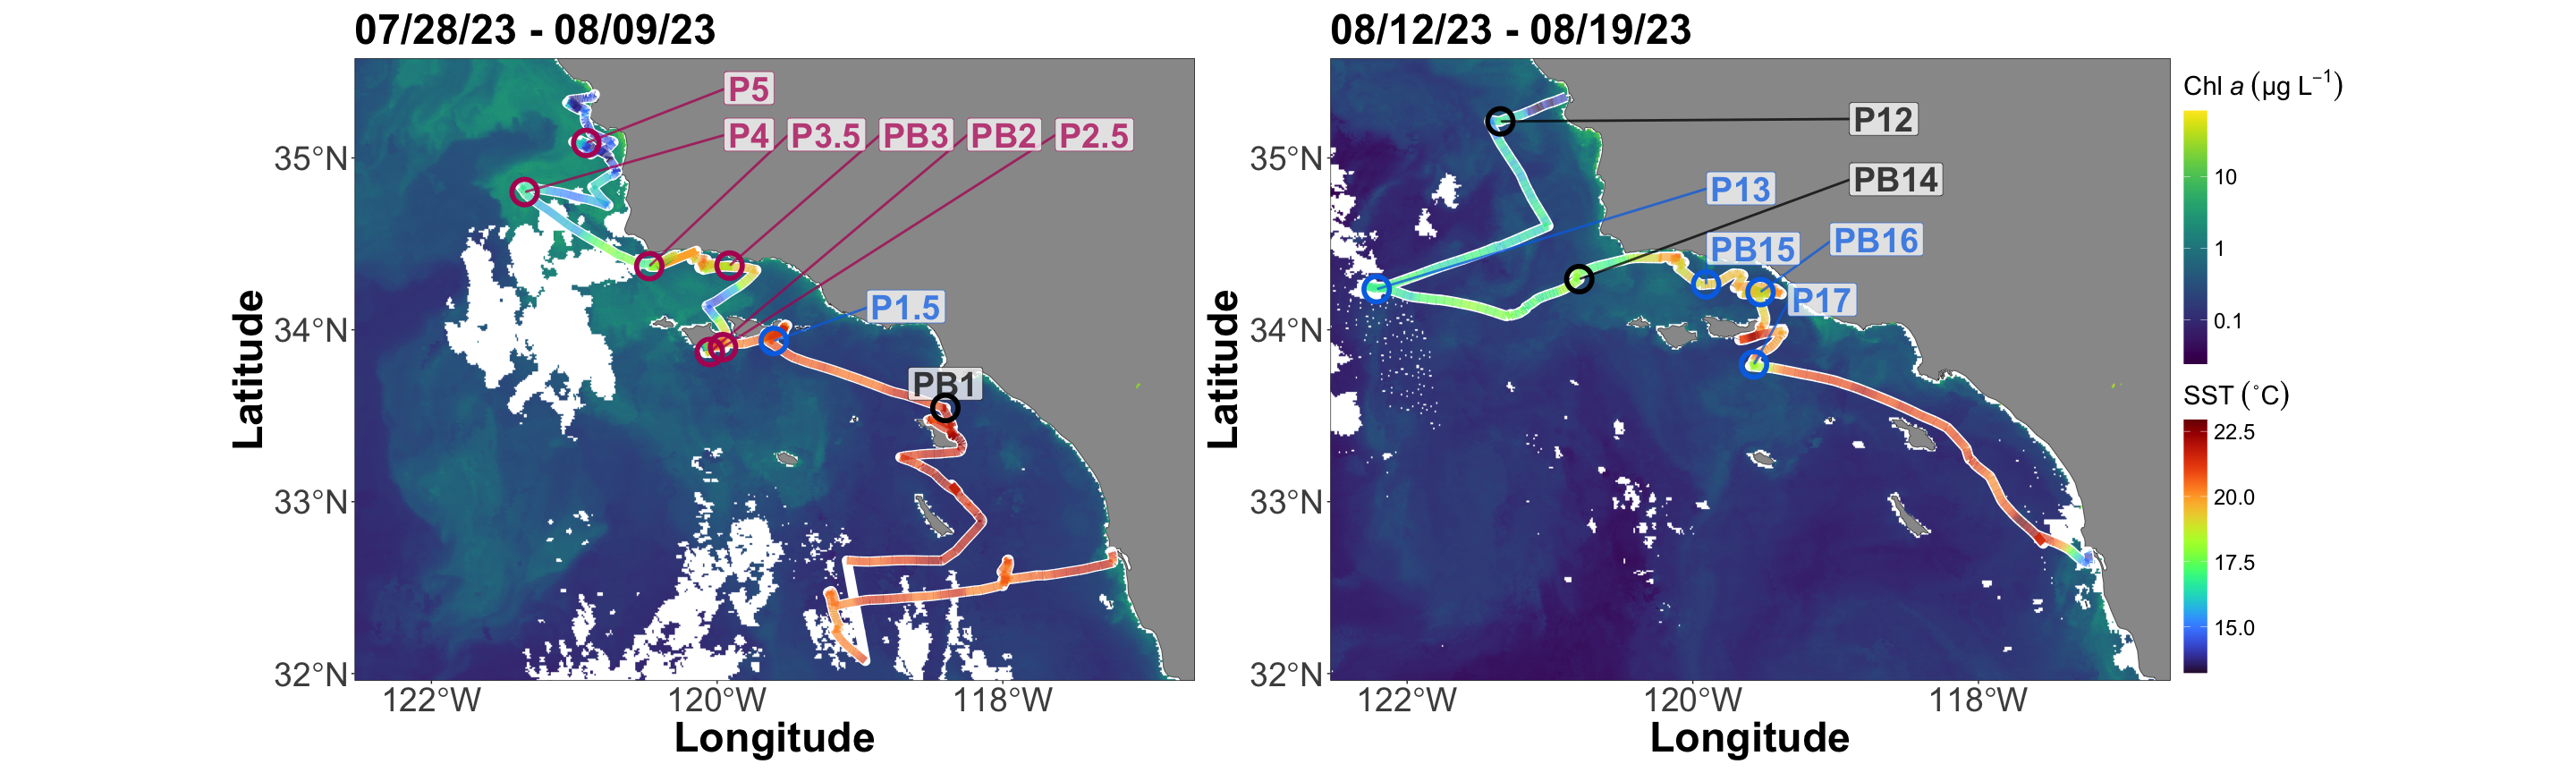 07/28/23 - 08/09/23
P5
P4 P3.5 PB3 PB2 P2.5
P1.5
PB1
35°N
34°N
33°N
32°N
122°W 120°W 118°W
Latitude
Longitude
08/12/23 - 08/19/23
P12
PB14
P13
PB15 PB16
P17
35°N
34°N
33°N
32°N
122°W 120°W 118°W
Latitude
Longitude
Chl a (µg L−1)
10
1
0.1
SST (°C)
22.5
20.0
17.5
15.0